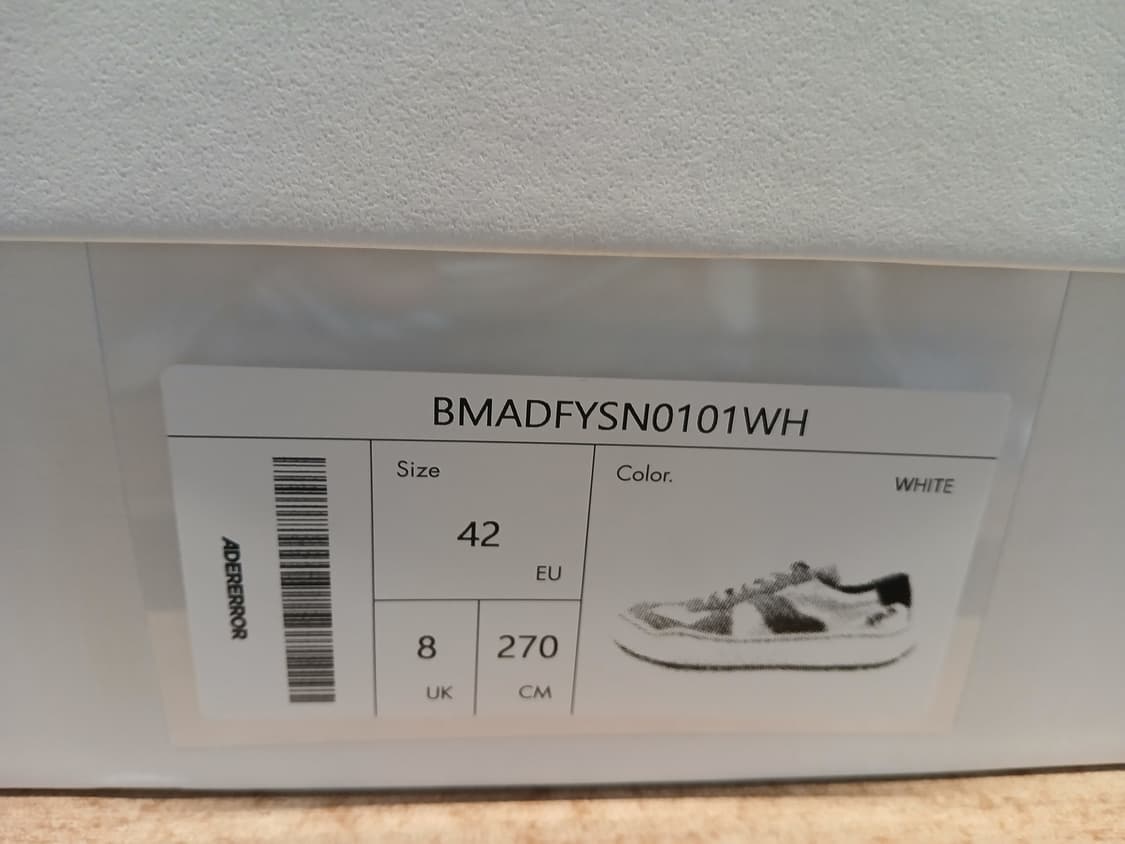 BMADFYSN0101WH
ADERERROR
Size
42
EU
8
UK
270
CM
Color.
WHITE